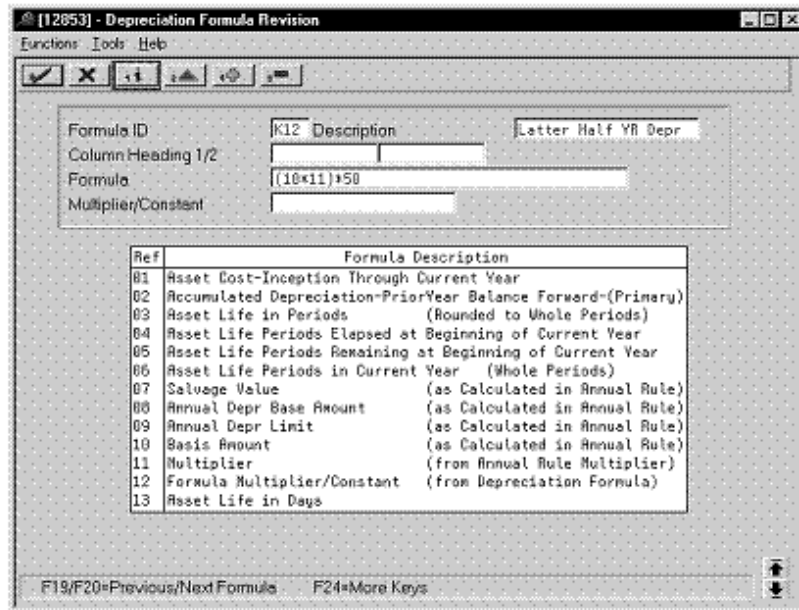 [12853] - Depreciation Formula Revision
Functions Tools Help
Formula ID K12 Description Latter Half YR Depr
Column Heading 1/2
Formula (10*11)*50
Multiplier/Constant
Ref Formula Description
01 Asset Cost-Inception Through Current Year
02 Accumulated Depreciation-PriorYear Balance Forward-(Primary)
03 Asset Life in Periods (Rounded to Whole Periods)
04 Asset Life Periods Elapsed at Beginning of Current Year
05 Asset Life Periods Remaining at Beginning of Current Year
06 Asset Life Periods in Current Year (Whole Periods)
07 Salvage Value (as Calculated in Annual Rule)
08 Annual Depr Base Amount (as Calculated in Annual Rule)
09 Annual Depr Limit (as Calculated in Annual Rule)
10 Basis Amount (as Calculated in Annual Rule)
11 Multiplier (from Annual Rule Multiplier)
12 Formula Multiplier/Constant (from Depreciation Formula)
13 Asset Life in Days
F19/F20=Previous/Next Formula F24=More Keys